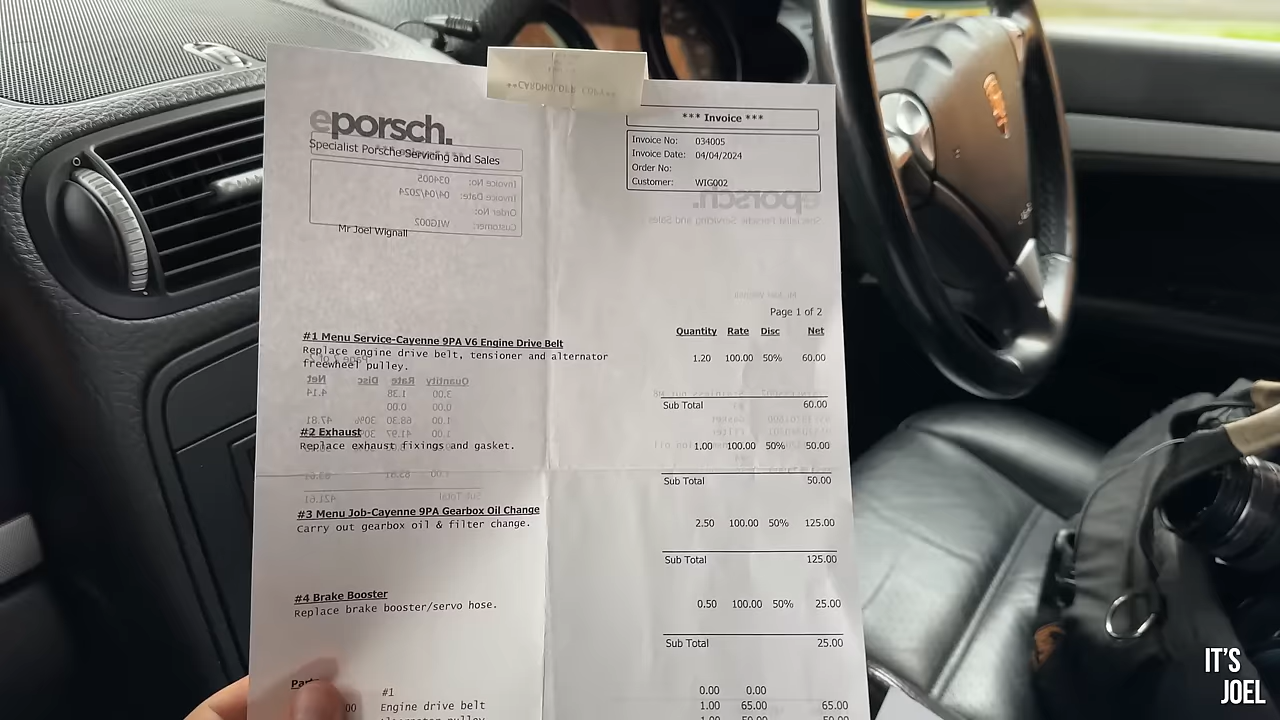 **CARDHOLDER COPY**
eporsch.
Specialist Porsche Servicing and Sales
*** Invoice ***
Invoice No: 034005
Invoice Date: 04/04/2024
Order No:
Customer: WIG002
Mr Joel Wignall
Page 1 of 2
Quantity Rate Disc Net
#1 Menu Service-Cayenne 9PA V6 Engine Drive Belt
Replace engine drive belt, tensioner and alternator
freewheel pulley.
1.20 100.00 50% 60.00
Sub Total 60.00
#2 Exhaust
Replace exhaust fixings and gasket.
1.00 100.00 50% 50.00
Sub Total 50.00
#3 Menu Job-Cayenne 9PA Gearbox Oil Change
Carry out gearbox oil & filter change.
2.50 100.00 50% 125.00
Sub Total 125.00
#4 Brake Booster
Replace brake booster/servo hose.
0.50 100.00 50% 25.00
Sub Total 25.00
#1 0.00 0.00
Engine drive belt 1.00 65.00 65.00
IT'S
JOEL